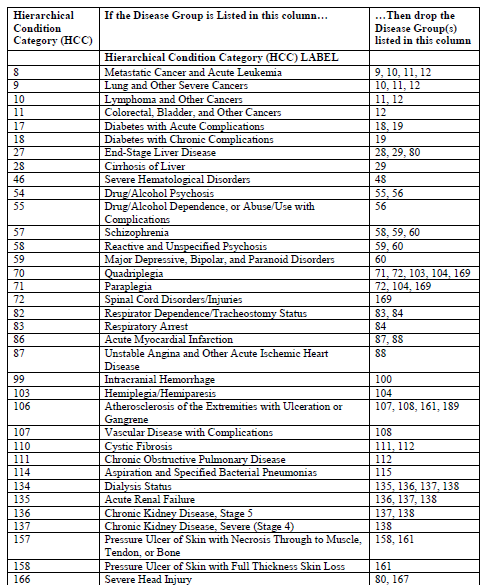 Hierarchical Condition Category (HCC) If the Disease Group is Listed in this column… …Then drop the Disease Group(s) listed in this column
Hierarchical Condition Category (HCC) LABEL
8 Metastatic Cancer and Acute Leukemia 9, 10, 11, 12
9 Lung and Other Severe Cancers 10, 11, 12
10 Lymphoma and Other Cancers 11, 12
11 Colorectal, Bladder, and Other Cancers 12
17 Diabetes with Acute Complications 18, 19
18 Diabetes with Chronic Complications 19
27 End-Stage Liver Disease 28, 29, 80
28 Cirrhosis of Liver 29
46 Severe Hematological Disorders 48
54 Drug/Alcohol Psychosis 55, 56
55 Drug/Alcohol Dependence, or Abuse/Use with Complications 56
57 Schizophrenia 58, 59, 60
58 Reactive and Unspecified Psychosis 59, 60
59 Major Depressive, Bipolar, and Paranoid Disorders 60
70 Quadriplegia 71, 72, 103, 104, 169
71 Paraplegia 72, 104, 169
72 Spinal Cord Disorders/Injuries 169
82 Respirator Dependence/Tracheostomy Status 83, 84
83 Respiratory Arrest 84
86 Acute Myocardial Infarction 87, 88
87 Unstable Angina and Other Acute Ischemic Heart Disease 88
99 Intracranial Hemorrhage 100
103 Hemiplegia/Hemiparesis 104
106 Atherosclerosis of the Extremities with Ulceration or Gangrene 107, 108, 161, 189
107 Vascular Disease with Complications 108
110 Cystic Fibrosis 111, 112
111 Chronic Obstructive Pulmonary Disease 112
114 Aspiration and Specified Bacterial Pneumonias 115
134 Dialysis Status 135, 136, 137, 138
135 Acute Renal Failure 136, 137, 138
136 Chronic Kidney Disease, Stage 5 137, 138
137 Chronic Kidney Disease, Severe (Stage 4) 138
157 Pressure Ulcer of Skin with Necrosis Through to Muscle, Tendon, or Bone 158, 161
158 Pressure Ulcer of Skin with Full Thickness Skin Loss 161
166 Severe Head Injury 80, 167